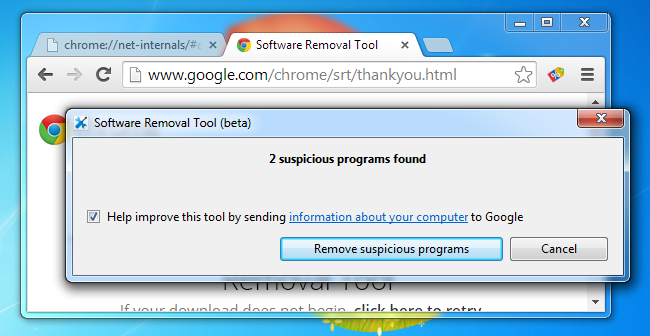 chrome://net-internals/#
Software Removal Tool
www.google.com/chrome/srt/thankyou.html
Software Removal Tool (beta)
2 suspicious programs found
Help improve this tool by sending information about your computer to Google
Remove suspicious programs
Cancel
Removal Tool
If your download does not begin, click here to retry.